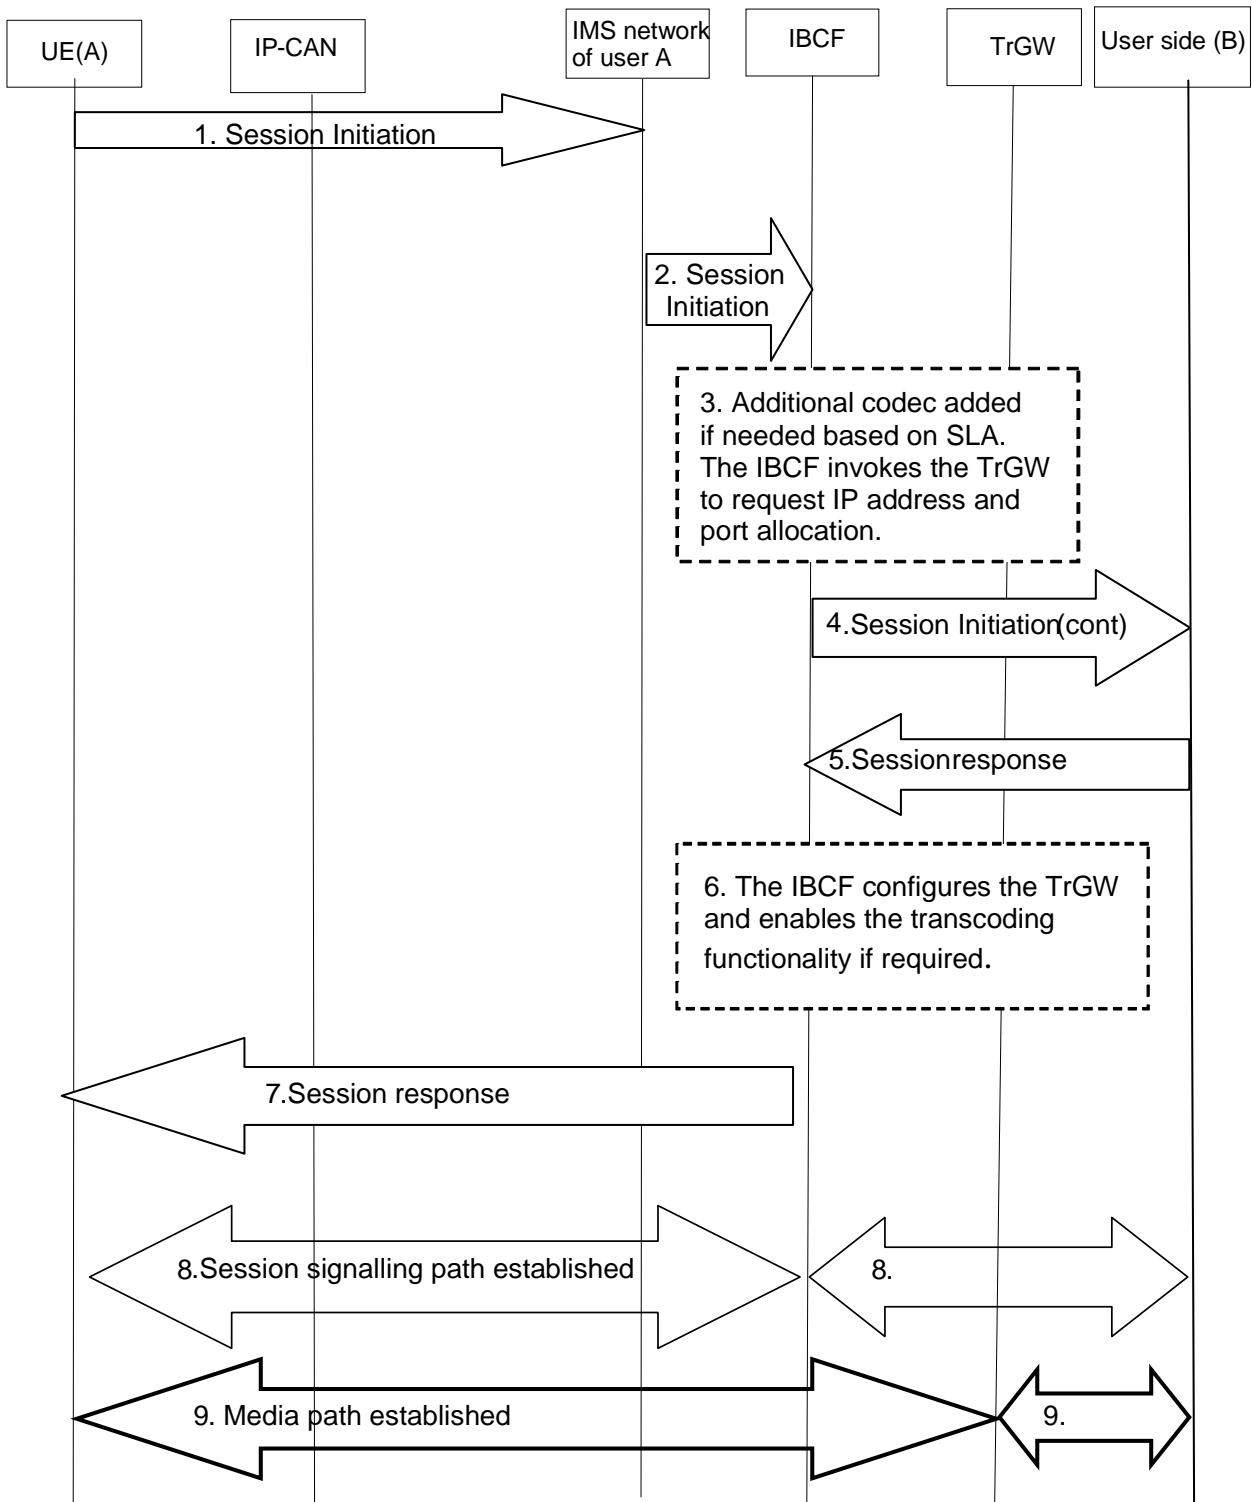 UE(A)
IP-CAN
IMS network
of user A
IBCF
TrGW
User side (B)
1. Session Initiation
2. Session
Initiation
3. Additional codec added
if needed based on SLA.
The IBCF invokes the TrGW
to request IP address and
port allocation.
4.Session Initiation(cont)
5.Sessionresponse
6. The IBCF configures the TrGW
and enables the transcoding
functionality if required.
7.Session response
8.Session signalling path established
8.
9. Media path established
9.